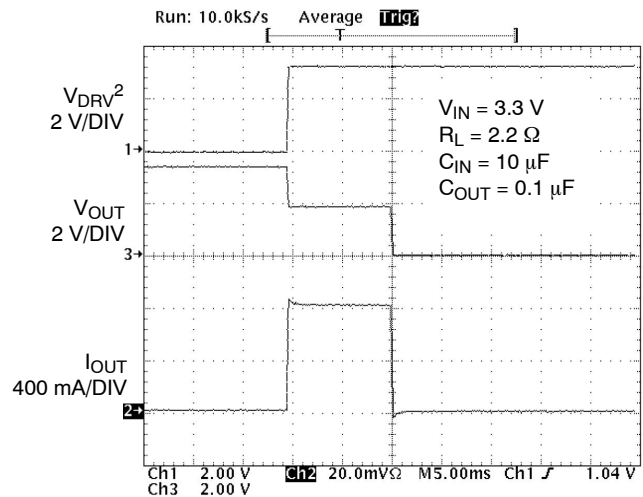 Run: 10.0kS/s Average Trig?
T
V_DRV²
2 V/DIV
1→
V_IN = 3.3 V
R_L = 2.2 Ω
C_IN = 10 μF
C_OUT = 0.1 μF
V_OUT
2 V/DIV
3→
I_OUT
400 mA/DIV
2→
Ch1 2.00 V Ch2 20.0mVΩ M5.00ms Ch1 ʃ 1.04 V
Ch3 2.00 V